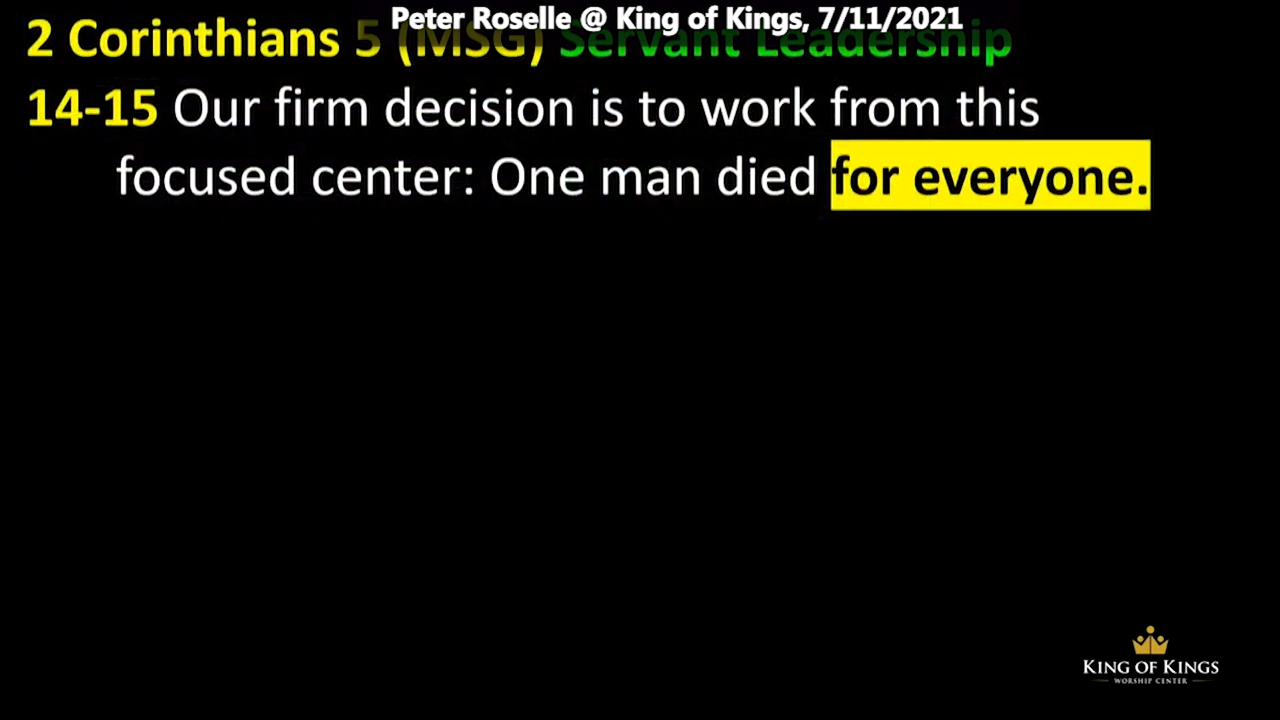 Peter Roselle @ King of Kings, 7/11/2021
2 Corinthians 5 (MSG) Servant Leadership
14-15 Our firm decision is to work from this
focused center: One man died for everyone.
KING OF KINGS
WORSHIP CENTER